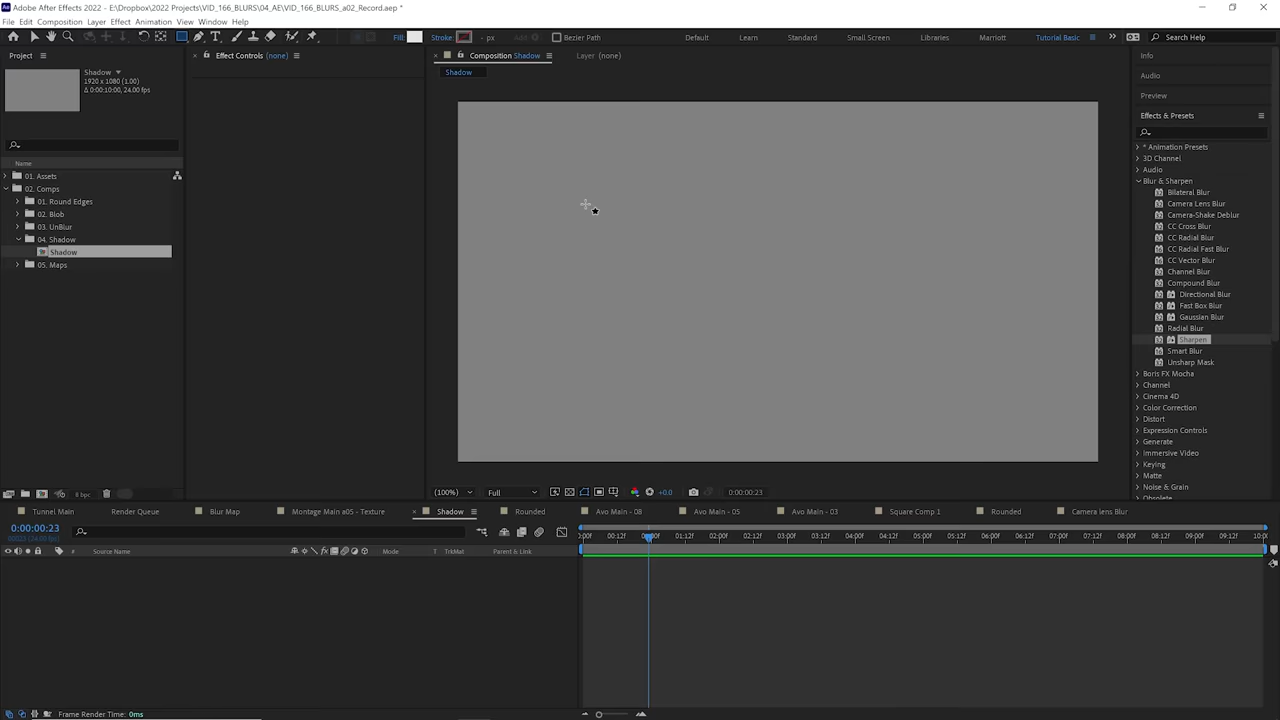 Adobe After Effects 2022 - E:\Dropbox\2022 Projects\VID_166_BLURS\04_AE\VID_166_BLURS_a02_Record.aep *
File Edit Composition Layer Effect Animation View Window Help
Fill: Stroke: - px Add: Bezier Path Default Learn Standard Small Screen Libraries Marriott Tutorial Basic Search Help
Project
Effect Controls (none)
Composition Shadow
Layer (none)
Shadow
Shadow
1920 x 1080 (1.00)
Δ 0:00:10:00, 24.00 fps
Name
01. Assets
02. Comps
01. Round Edges
02. Blob
03. UnBlur
04. Shadow
Shadow
05. Maps
8 bpc
(100%) Full +0.0 0:00:00:23
Info
Audio
Preview
Effects & Presets
* Animation Presets
3D Channel
Audio
Blur & Sharpen
Bilateral Blur
Camera Lens Blur
Camera-Shake Deblur
CC Cross Blur
CC Radial Blur
CC Radial Fast Blur
CC Vector Blur
Channel Blur
Compound Blur
Directional Blur
Fast Box Blur
Gaussian Blur
Radial Blur
Sharpen
Smart Blur
Unsharp Mask
Boris FX Mocha
Channel
Cinema 4D
Color Correction
Distort
Expression Controls
Generate
Immersive Video
Keying
Matte
Noise & Grain
Obsolete
Tunnel Main Render Queue Blur Map Montage Main a05 - Texture Shadow Rounded Avo Main - 08 Avo Main - 05 Avo Main - 03 Square Comp 1 Rounded Camera lens Blur
0:00:00:23
00023 (24.00 fps)
# Source Name Mode T TrkMat Parent & Link
:00f 00:12f 01:12f 02:00f 02:12f 03:00f 03:12f 04:00f 04:12f 05:00f 05:12f 06:00f 06:12f 07:00f 07:12f 08:00f 08:12f 09:00f 09:12f 10:0
Frame Render Time: 0ms